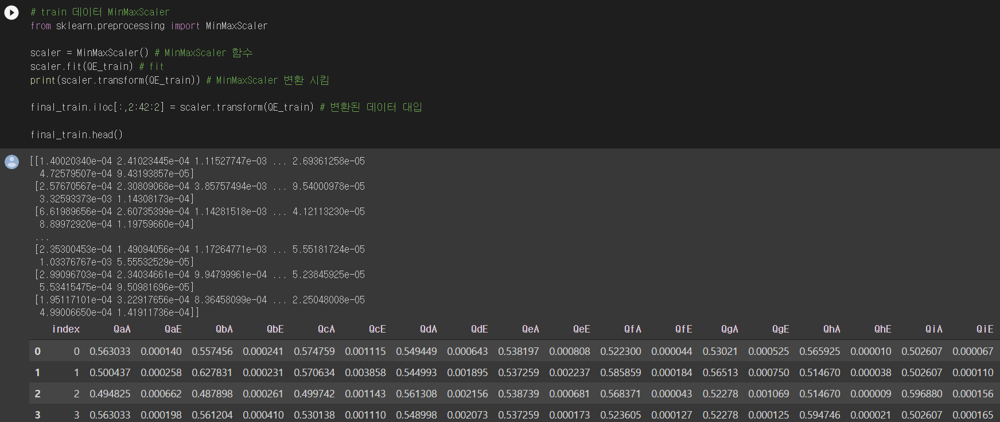 # train 데이터 MinMaxScaler
from sklearn.preprocessing import MinMaxScaler
scaler = MinMaxScaler() # MinMaxScaler 함수
scaler.fit(QE_train) # fit
print(scaler.transform(QE_train)) # MinMaxScaler 변환 시킴
final_train.iloc[:,2:42:2] = scaler.transform(QE_train) # 변환된 데이터 대입
final_train.head()
[[1.40020340e-04 2.41023445e-04 1.11527747e-03 ... 2.69361258e-05
4.72579507e-04 9.43193857e-05]
[2.57670567e-04 2.30809068e-04 3.85757494e-03 ... 9.54000978e-05
3.32593373e-03 1.14308173e-04]
[6.61989656e-04 2.60735399e-04 1.14281518e-03 ... 4.12113230e-05
8.89972920e-04 1.19759660e-04]
...
[2.35300453e-04 1.49094056e-04 1.17264771e-03 ... 5.55181724e-05
1.03376767e-03 5.55532529e-05]
[2.99096703e-04 2.34034661e-04 9.94799961e-04 ... 5.23845925e-05
5.53415475e-04 9.50981696e-05]
[1.95117101e-04 3.22917656e-04 8.36458099e-04 ... 2.25048008e-05
4.99006650e-04 1.41911736e-04]]
index QaA QaE QbA QbE QcA QcE QdA QdE QeA QeE QfA QfE QgA QgE QhA QhE QiA QiE
0 0 0.563033 0.000140 0.557456 0.000241 0.574759 0.001115 0.549449 0.000643 0.538197 0.000808 0.522300 0.000044 0.53021 0.000525 0.565925 0.000010 0.502607 0.000067
1 1 0.500437 0.000258 0.627831 0.000231 0.570634 0.003858 0.544993 0.001895 0.537259 0.002237 0.585859 0.000184 0.56513 0.000750 0.514670 0.000038 0.502607 0.000110
2 2 0.494825 0.000662 0.487898 0.000261 0.499742 0.001143 0.561308 0.002156 0.538739 0.000681 0.568371 0.000043 0.52278 0.001069 0.514670 0.000009 0.596880 0.000156
3 3 0.563033 0.000198 0.561204 0.000410 0.530138 0.001110 0.548998 0.002073 0.537259 0.000173 0.523605 0.000127 0.52278 0.000125 0.594746 0.000021 0.502607 0.000165